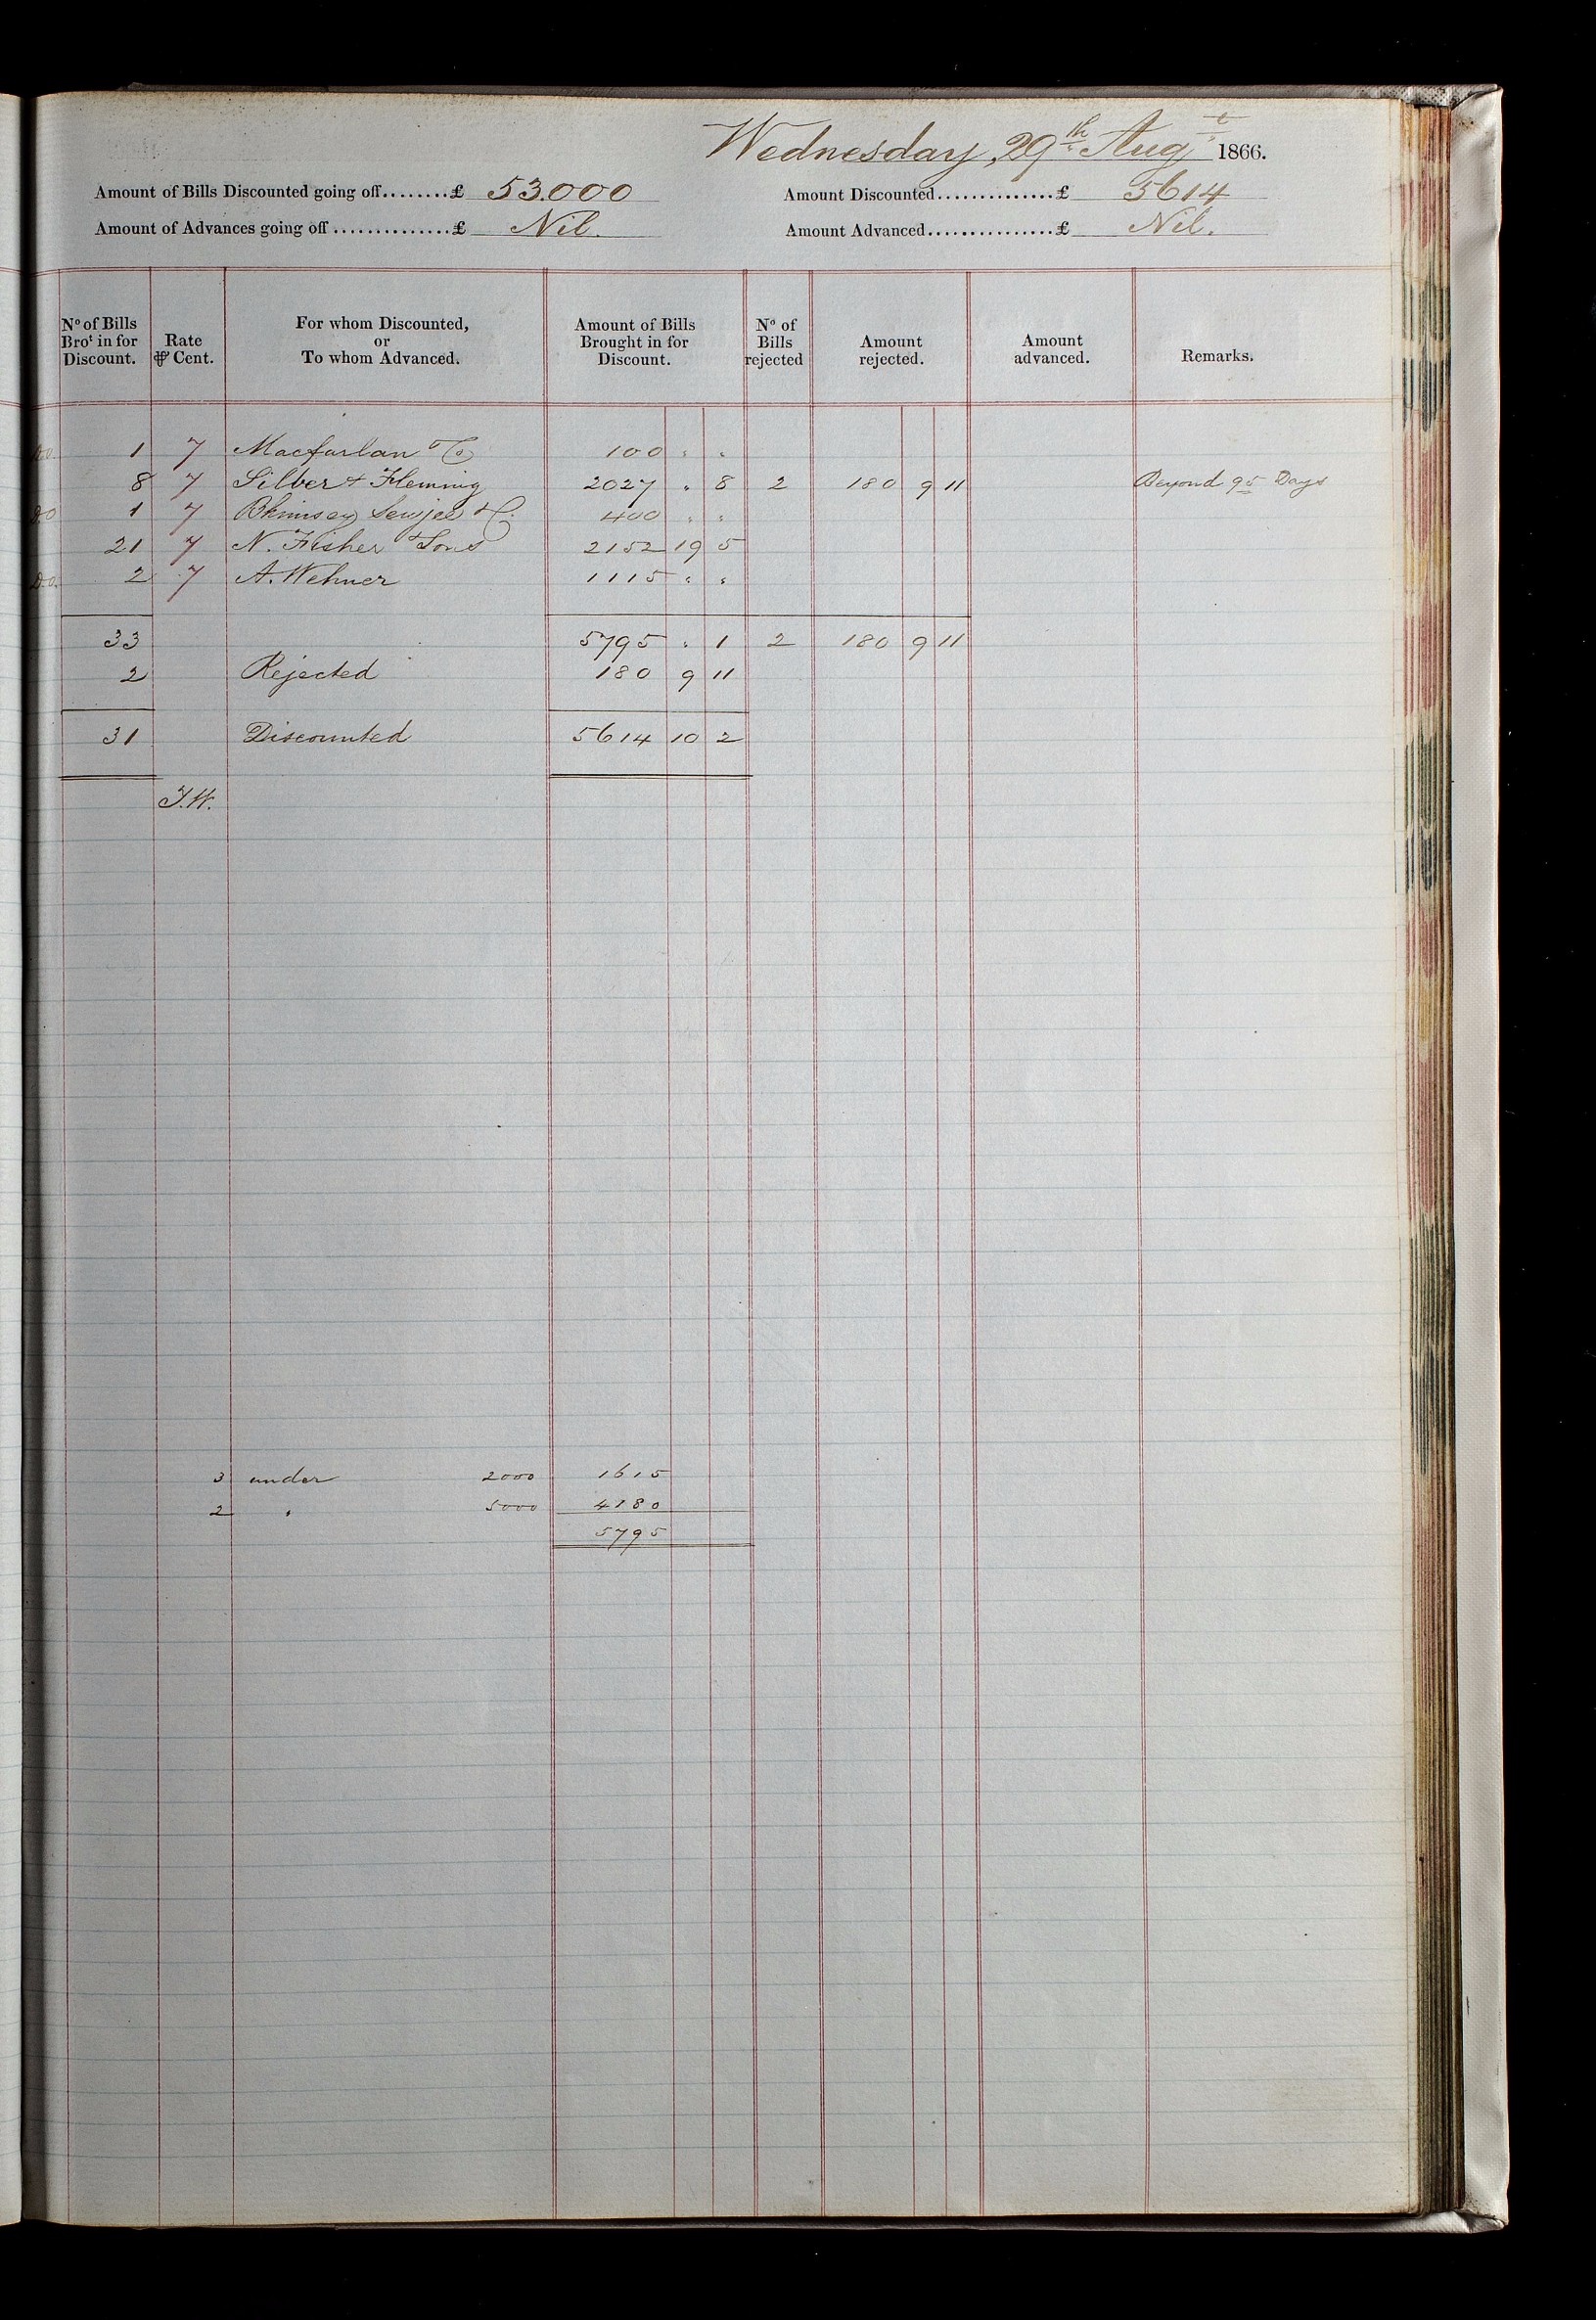 Wednesday, 29th Augt 1866.
Amount of Bills Discounted going off........£ 53.000 Amount Discounted..............£ 5614
Amount of Advances going off..............£ Nil. Amount Advanced...............£ Nil.
No of Bills Brot in for Discount. Rate ⅌ Cent. For whom Discounted, or To whom Advanced. Amount of Bills Brought in for Discount. No of Bills rejected Amount rejected. Amount advanced. Remarks.
Do. 1 7 Macfarlan & Co 100 " "
8 7 Silber & Fleming 2027 " 8 2 180 9 11 Beyond 95 Days
Do 1 7 Bhimsey Sewjee & Co 400 " "
21 7 N. Fisher & Sons 2152 19 5
Do. 2 7 A. Wehner 1115 " "
33 5795 " 1 2 180 9 11
2 Rejected 180 9 11
31 Discounted 5614 10 2
3 under 2000 1615
2 " 5000 4180
5795